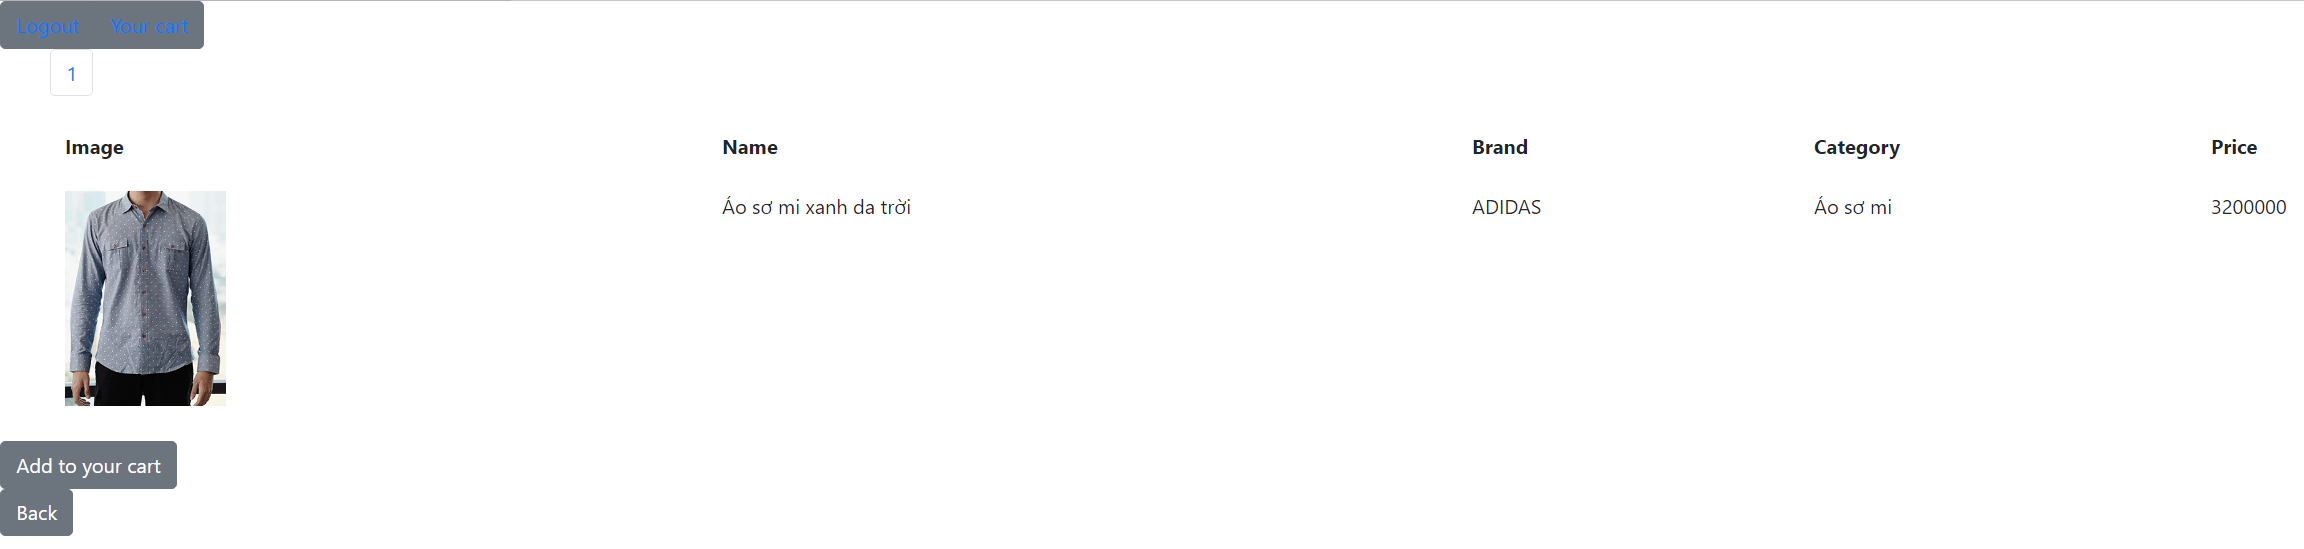 Logout Your cart
1
Image Name Brand Category Price
Áo sơ mi xanh da trời ADIDAS Áo sơ mi 3200000
Add to your cart
Back